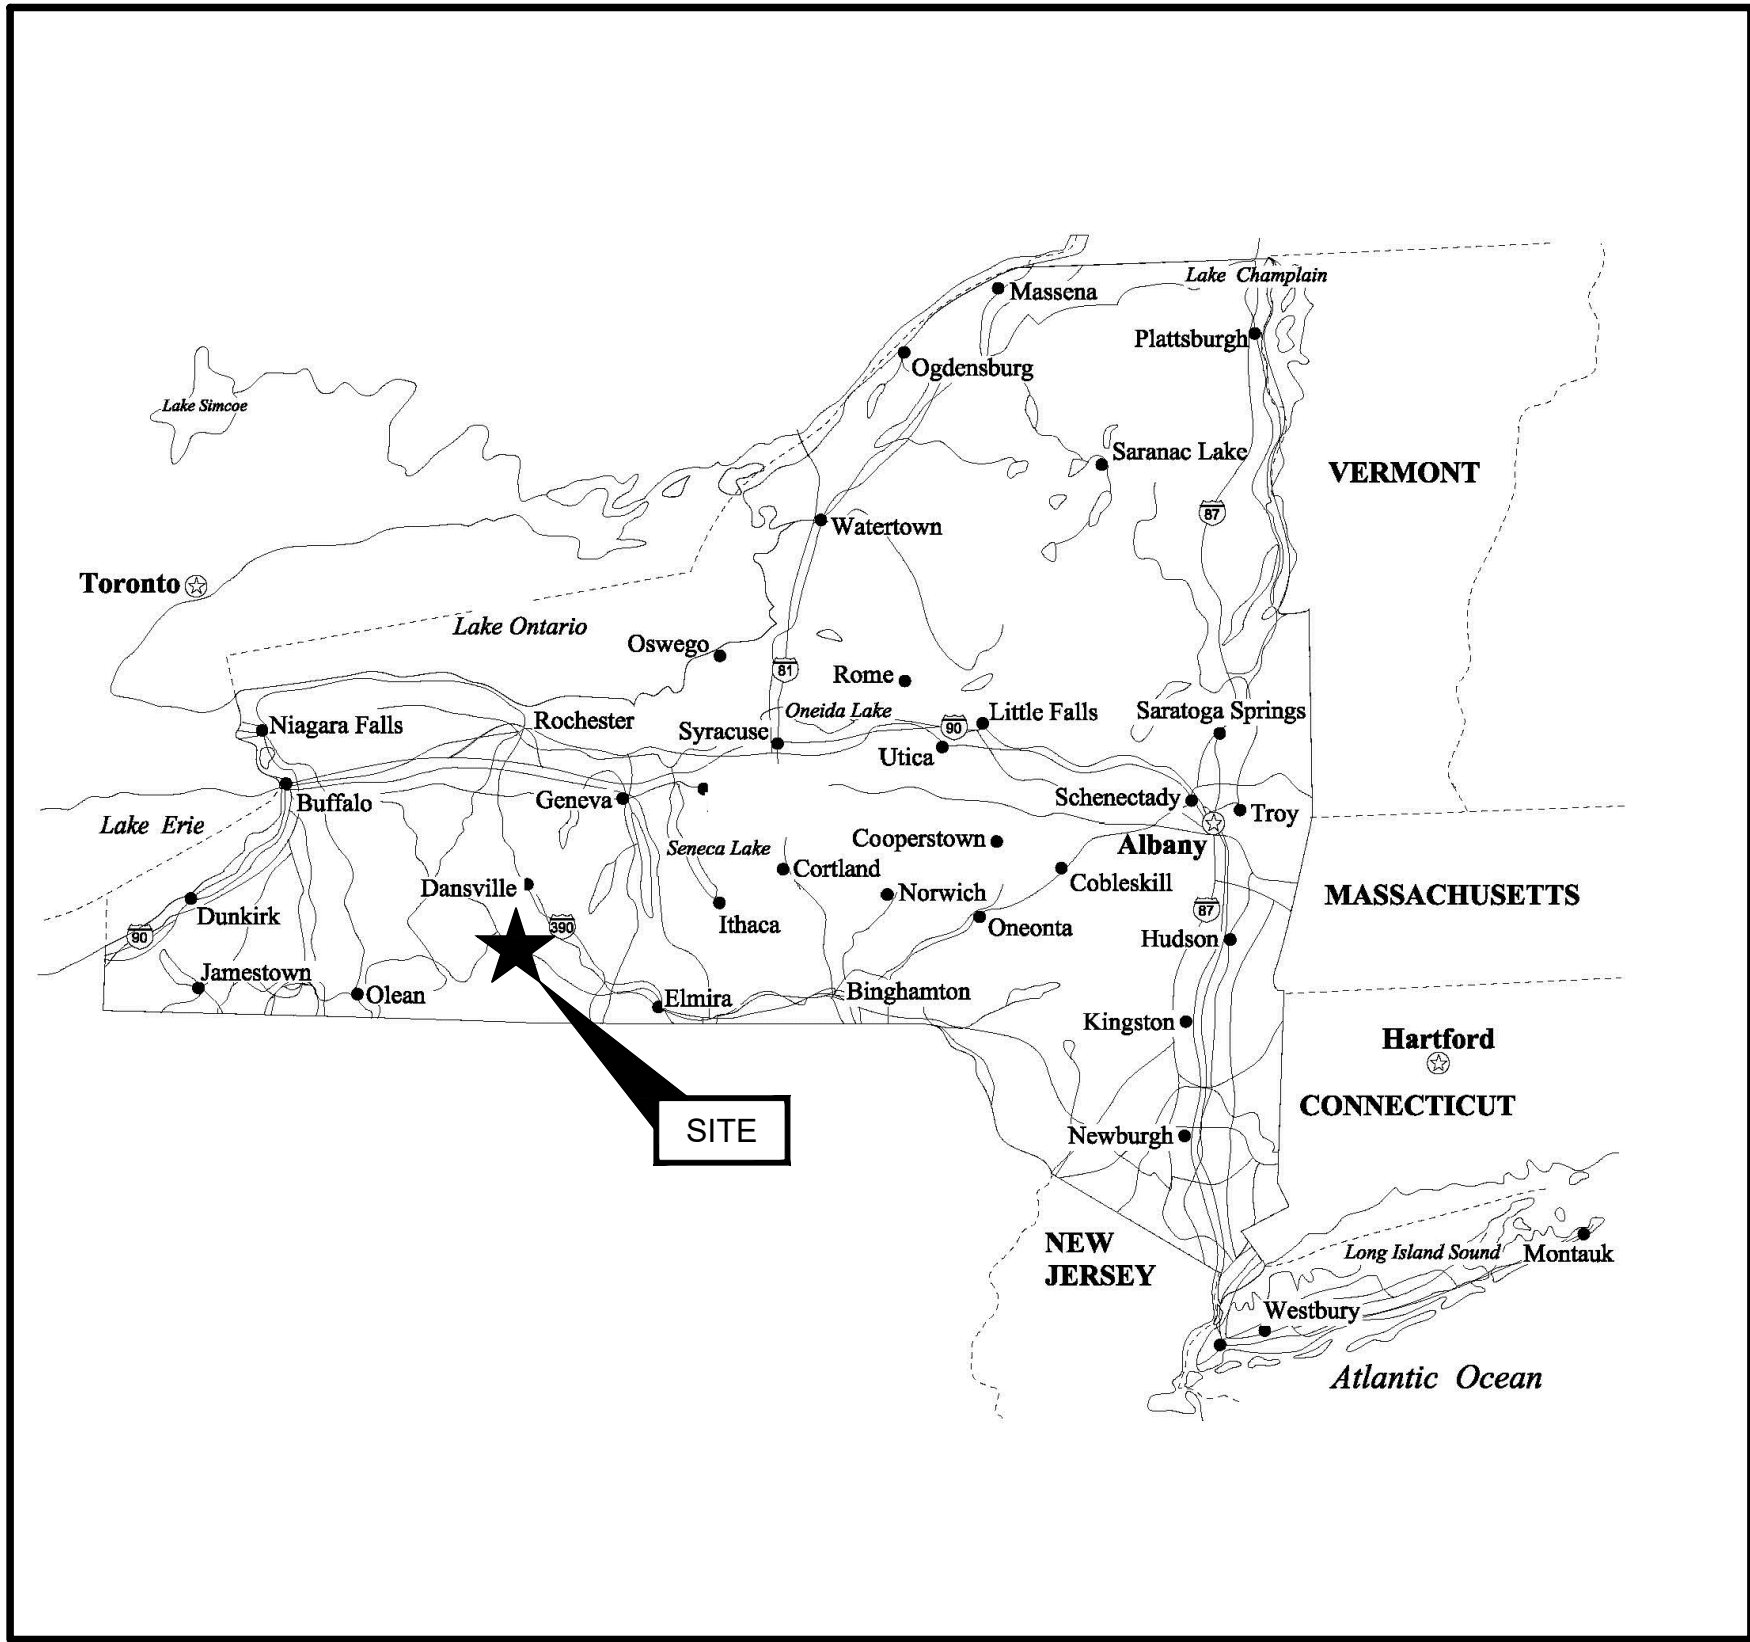 Lake Champlain
Massena
Plattsburgh
Ogdensburg
Lake Simcoe
Saranac Lake
VERMONT
87
Watertown
Toronto
Lake Ontario
Oswego
81
Rome
Oneida Lake
Little Falls
Saratoga Springs
Niagara Falls
Rochester
Syracuse
90
Utica
Buffalo
Geneva
Schenectady
Troy
Lake Erie
Seneca Lake
Cooperstown
Albany
Cortland
Cobleskill
Dansville
Norwich
MASSACHUSETTS
Dunkirk
90
390
Ithaca
Oneonta
87
Hudson
Jamestown
Olean
Elmira
Binghamton
Kingston
Hartford
CONNECTICUT
SITE
Newburgh
NEW
JERSEY
Long Island Sound
Montauk
Westbury
Atlantic Ocean